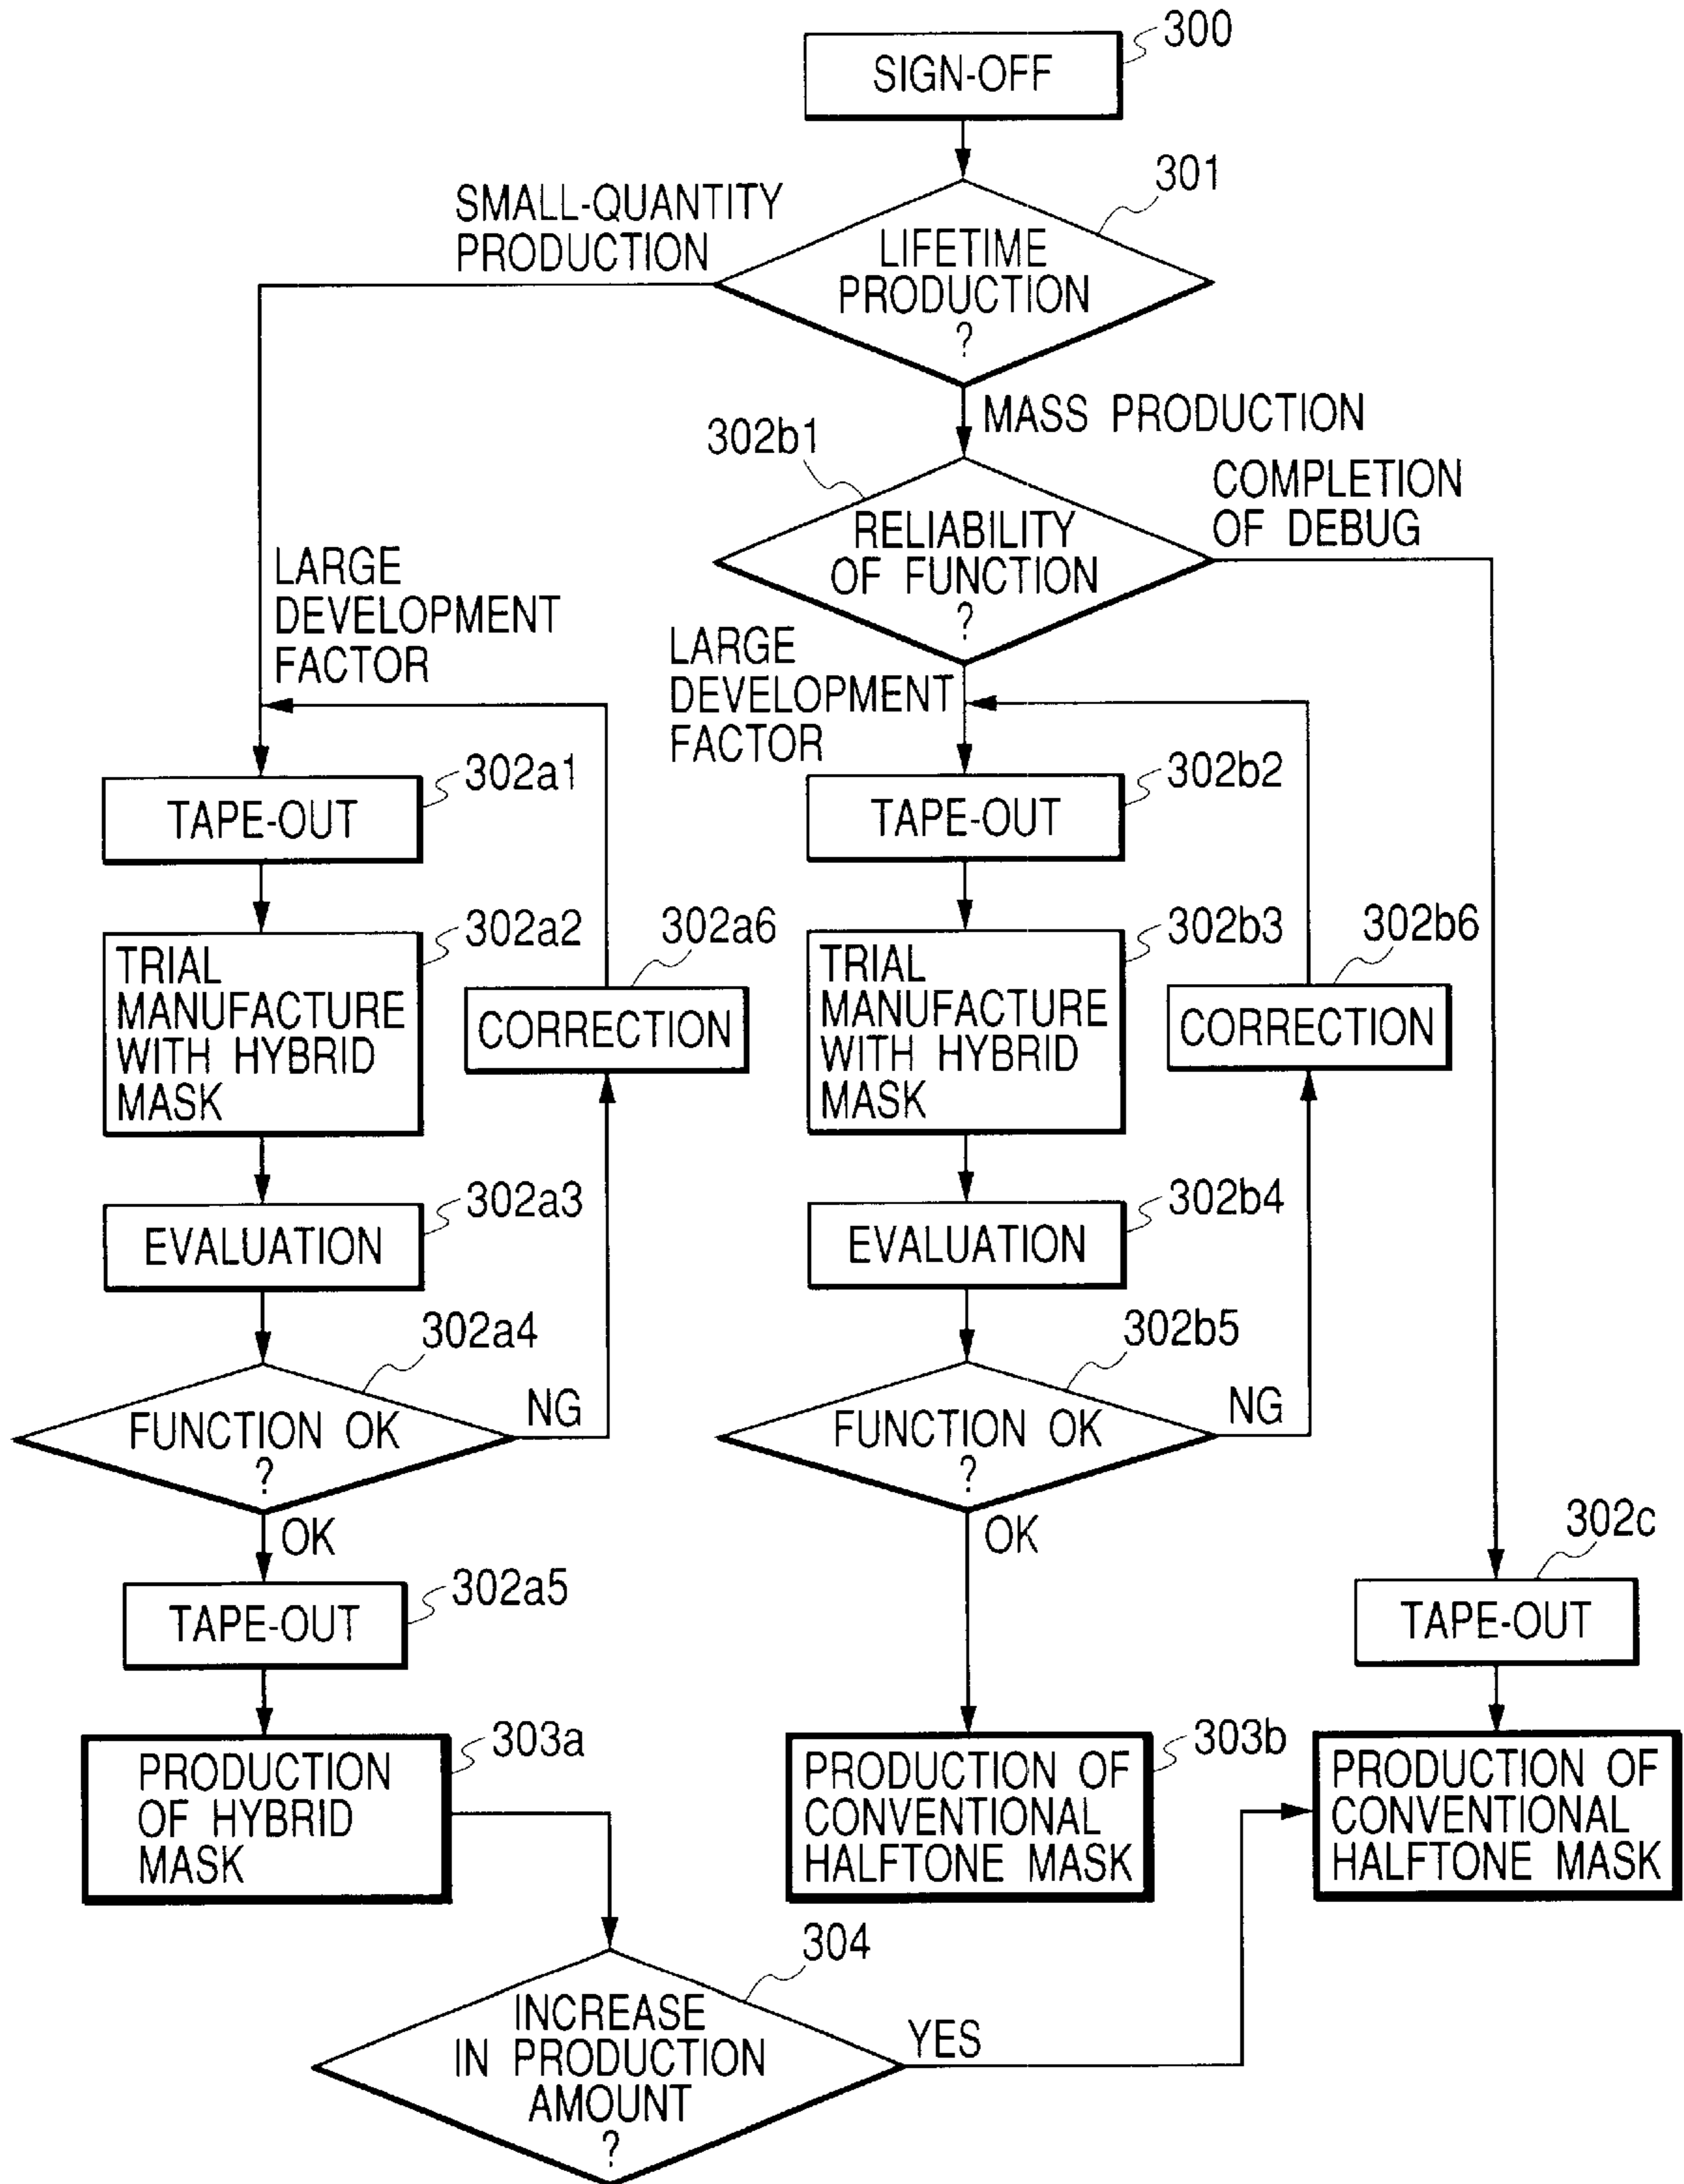 300
SIGN-OFF
301
SMALL-QUANTITY
PRODUCTION
LIFETIME
PRODUCTION
?
MASS PRODUCTION
302b1
COMPLETION
OF DEBUG
RELIABILITY
OF FUNCTION
?
LARGE
DEVELOPMENT
FACTOR
LARGE
DEVELOPMENT
FACTOR
302a1
TAPE-OUT
302b2
TAPE-OUT
302a2
TRIAL
MANUFACTURE
WITH HYBRID
MASK
302a6
CORRECTION
302b3
TRIAL
MANUFACTURE
WITH HYBRID
MASK
302b6
CORRECTION
302a3
EVALUATION
302b4
EVALUATION
302a4
FUNCTION OK
?
NG
OK
302b5
FUNCTION OK
?
NG
OK
302a5
TAPE-OUT
302c
TAPE-OUT
303a
PRODUCTION
OF HYBRID
MASK
303b
PRODUCTION OF
CONVENTIONAL
HALFTONE MASK
PRODUCTION OF
CONVENTIONAL
HALFTONE MASK
304
INCREASE
IN PRODUCTION
AMOUNT
?
YES